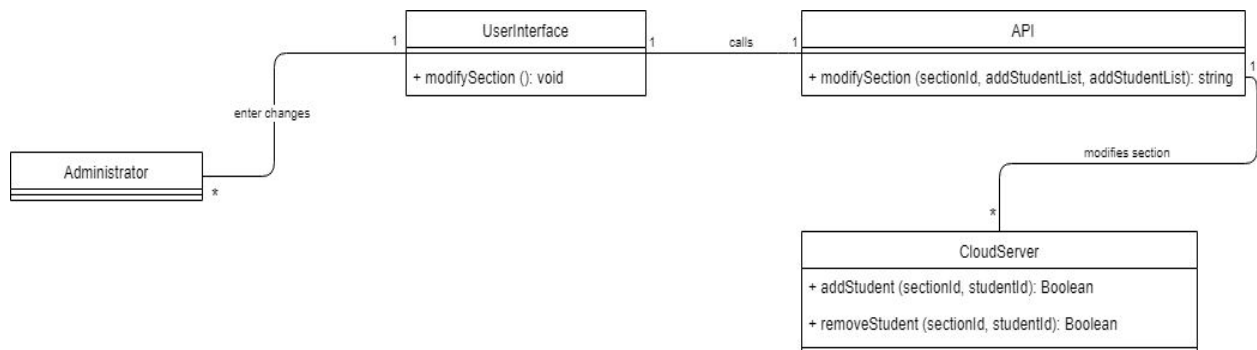 UserInterface
API
1
1
calls
1
1
+ modifySection (): void
+ modifySection (sectionId, addStudentList, addStudentList): string
enter changes
modifies section
Administrator
*
*
CloudServer
+ addStudent (sectionId, studentId): Boolean
+ removeStudent (sectionId, studentId): Boolean